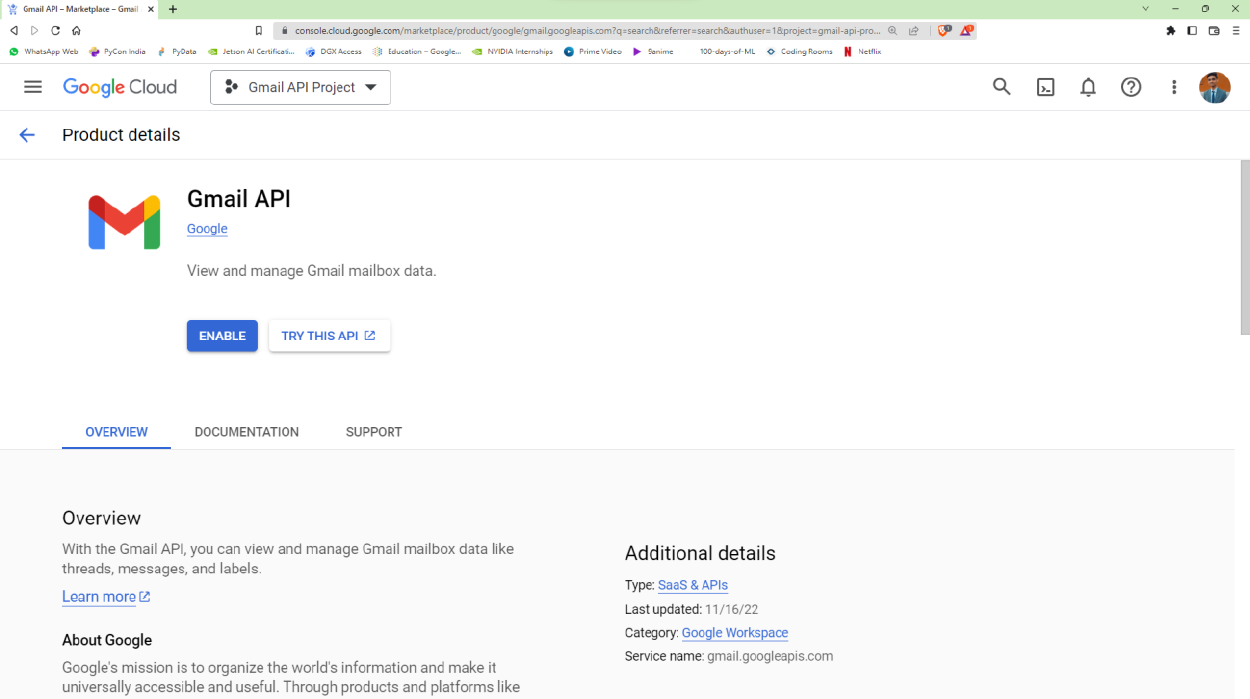 Gmail API – Marketplace – Gmail
console.cloud.google.com/marketplace/product/google/gmail.googleapis.com?q=search&referrer=search&authuser=1&project=gmail-api-pro...
WhatsApp Web PyCon India PyData Jetson AI Certificati... DGX Access Education – Google... NVIDIA Internships Prime Video 9anime 100-days-of-ML Coding Rooms Netflix
Google Cloud Gmail API Project
Product details
Gmail API
Google
View and manage Gmail mailbox data.
ENABLE TRY THIS API
OVERVIEW DOCUMENTATION SUPPORT
Overview
With the Gmail API, you can view and manage Gmail mailbox data like
threads, messages, and labels.
Learn more
About Google
Google's mission is to organize the world's information and make it
universally accessible and useful. Through products and platforms like
Additional details
Type: SaaS & APIs
Last updated: 11/16/22
Category: Google Workspace
Service name: gmail.googleapis.com